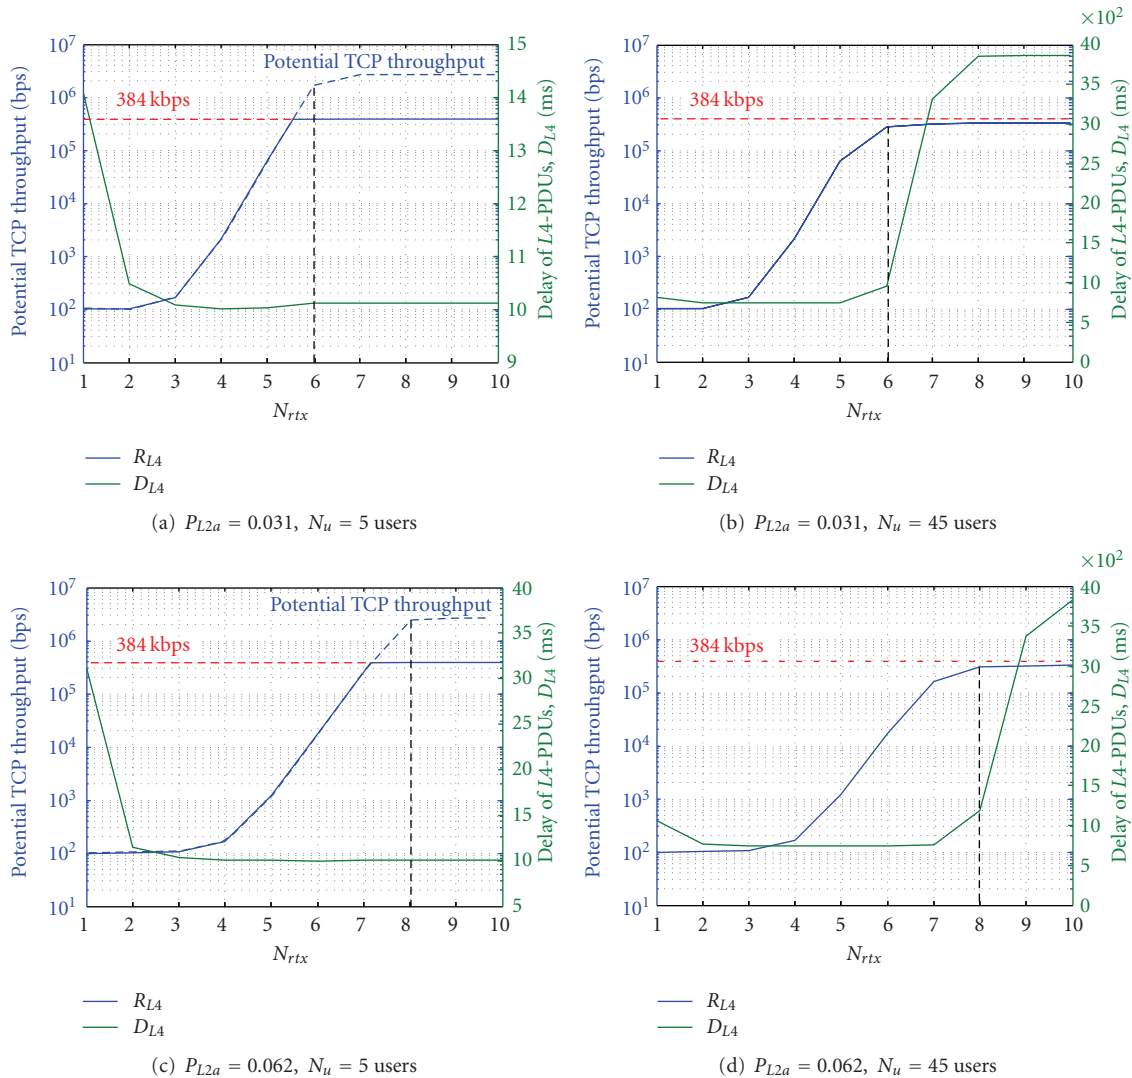 Potential TCP throughput (bps)
10^7
10^6
10^5
10^4
10^3
10^2
10^1
384 kbps
Potential TCP throughput
15
14
13
12
11
10
9
Delay of L4-PDUs, D_L4 (ms)
1 2 3 4 5 6 7 8 9 10
N_rtx
R_L4
D_L4
(a) P_L2a = 0.031, N_u = 5 users
Potential TCP throughput (bps)
10^7
10^6
10^5
10^4
10^3
10^2
10^1
384 kbps
×10^2
40
30
25
20
15
10
5
0
Delay of L4-PDUs, D_L4 (ms)
1 2 3 4 5 6 7 8 9 10
N_rtx
R_L4
D_L4
(b) P_L2a = 0.031, N_u = 45 users
Potential TCP throughput (bps)
10^7
10^6
10^5
10^4
10^3
10^2
10^1
384 kbps
Potential TCP throughput
40
35
30
25
20
15
10
5
Delay of L4-PDUs, D_L4 (ms)
1 2 3 4 5 6 7 8 9 10
N_rtx
R_L4
D_L4
(c) P_L2a = 0.062, N_u = 5 users
Potential TCP throuhgput (bps)
10^7
10^6
10^5
10^4
10^3
10^2
10^1
384 kbps
×10^2
40
30
25
20
15
10
5
0
Delay of L4-PDUs, D_L4 (ms)
1 2 3 4 5 6 7 8 9 10
N_rtx
R_L4
D_L4
(d) P_L2a = 0.062, N_u = 45 users